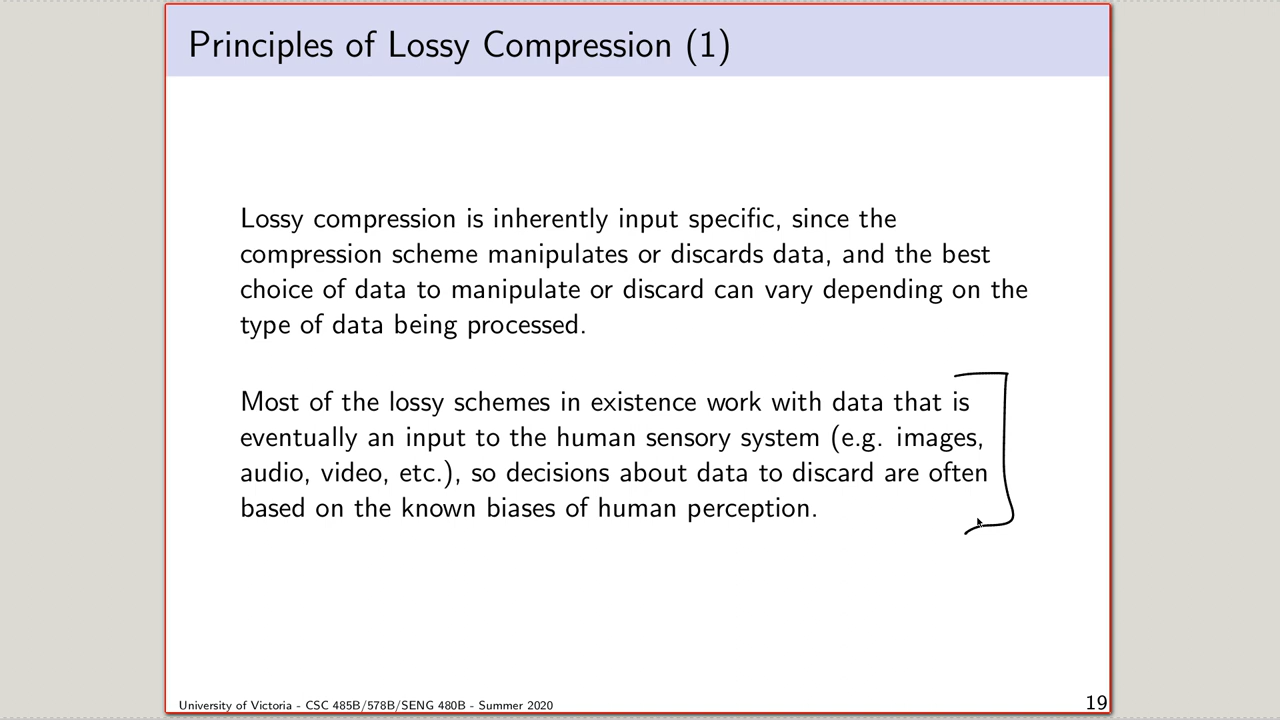 Principles of Lossy Compression (1)
Lossy compression is inherently input specific, since the
compression scheme manipulates or discards data, and the best
choice of data to manipulate or discard can vary depending on the
type of data being processed.
Most of the lossy schemes in existence work with data that is
eventually an input to the human sensory system (e.g. images,
audio, video, etc.), so decisions about data to discard are often
based on the known biases of human perception.
University of Victoria - CSC 485B/578B/SENG 480B - Summer 2020
19